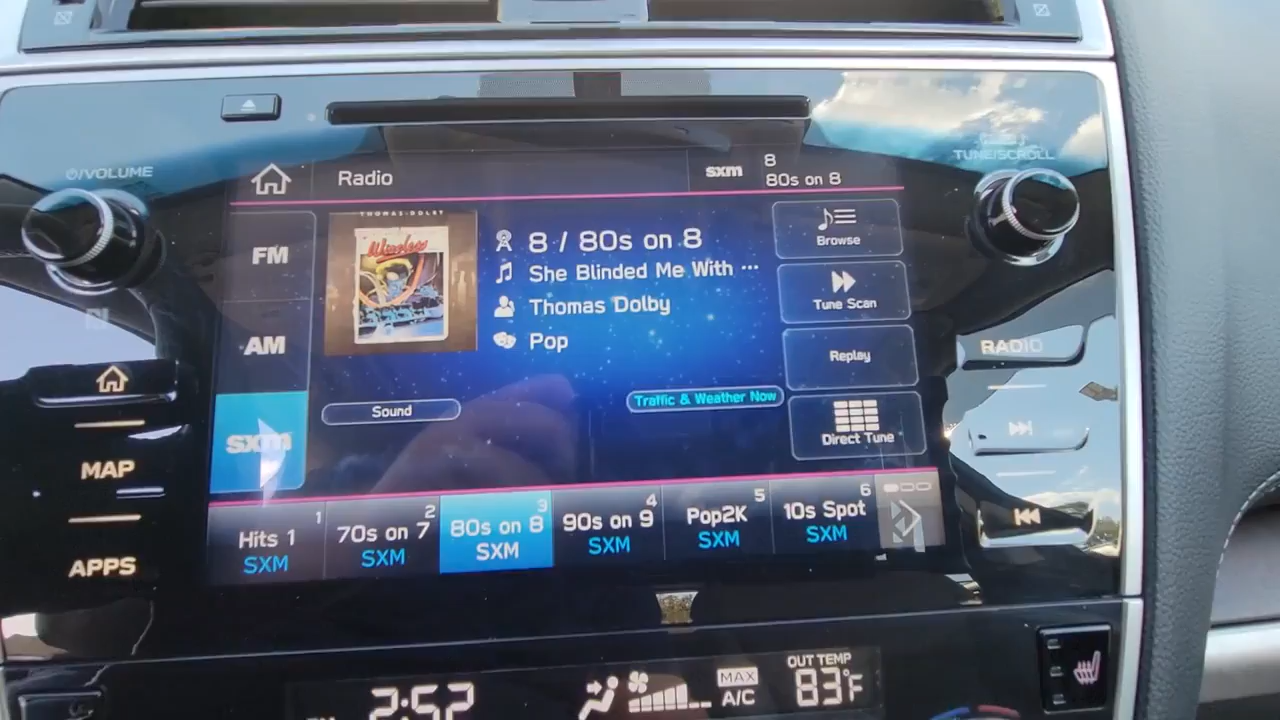 ⏻/VOLUME
TUNE/SCROLL
Radio
sxm
8
80s on 8
FM
AM
sxm
THOMAS DOLBY
Wireless
8 / 80s on 8
She Blinded Me With ...
Thomas Dolby
Pop
Sound
Traffic & Weather Now
Browse
Tune Scan
Replay
Direct Tune
1
Hits 1
SXM
2
70s on 7
SXM
3
80s on 8
SXM
4
90s on 9
SXM
5
Pop2K
SXM
6
10s Spot
SXM
MAP
APPS
RADIO
2:52
MAX
A/C
OUT TEMP
83°F